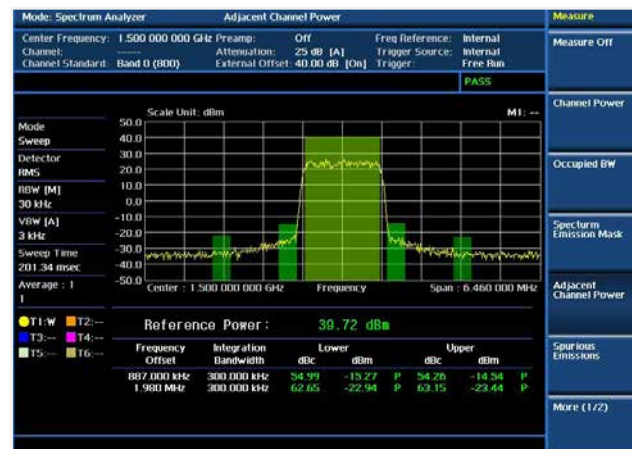 Mode: Spectrum Analyzer Adjacent Channel Power Measure
Center Frequency: 1.500 000 000 GHz Preamp: Off Freq Reference: Internal
Channel: ----- Attenuation: 25 dB [A] Trigger Source: Internal
Channel Standard: Band 0 (800) External Offset: 40.00 dB [On] Trigger: Free Run
PASS
Measure Off
Channel Power
Occupied BW
Specturm Emission Mask
Adjacent Channel Power
Spurious Emissions
More (1/2)
Scale Unit: dBm M1: --
50.0
40.0
30.0
20.0
10.0
0.0
-10.0
-20.0
-30.0
-40.0
-50.0
Center : 1.500 000 000 GHz Frequency Span : 6.460 000 MHz
Mode
Sweep
Detector
RMS
RBW [M]
30 kHz
VBW [A]
3 kHz
Sweep Time
201.34 msec
Average : 1
1
T1:W T2:--
T3:-- T4:--
T5:-- T6:--
Reference Power: 39.72 dBm
Frequency Integration Lower Upper
Offset Bandwidth dBc dBm dBc dBm
887.000 kHz 300.000 kHz 54.99 -15.27 P 54.26 -14.54 P
1.980 MHz 300.000 kHz 62.65 -22.94 P 63.15 -23.44 P